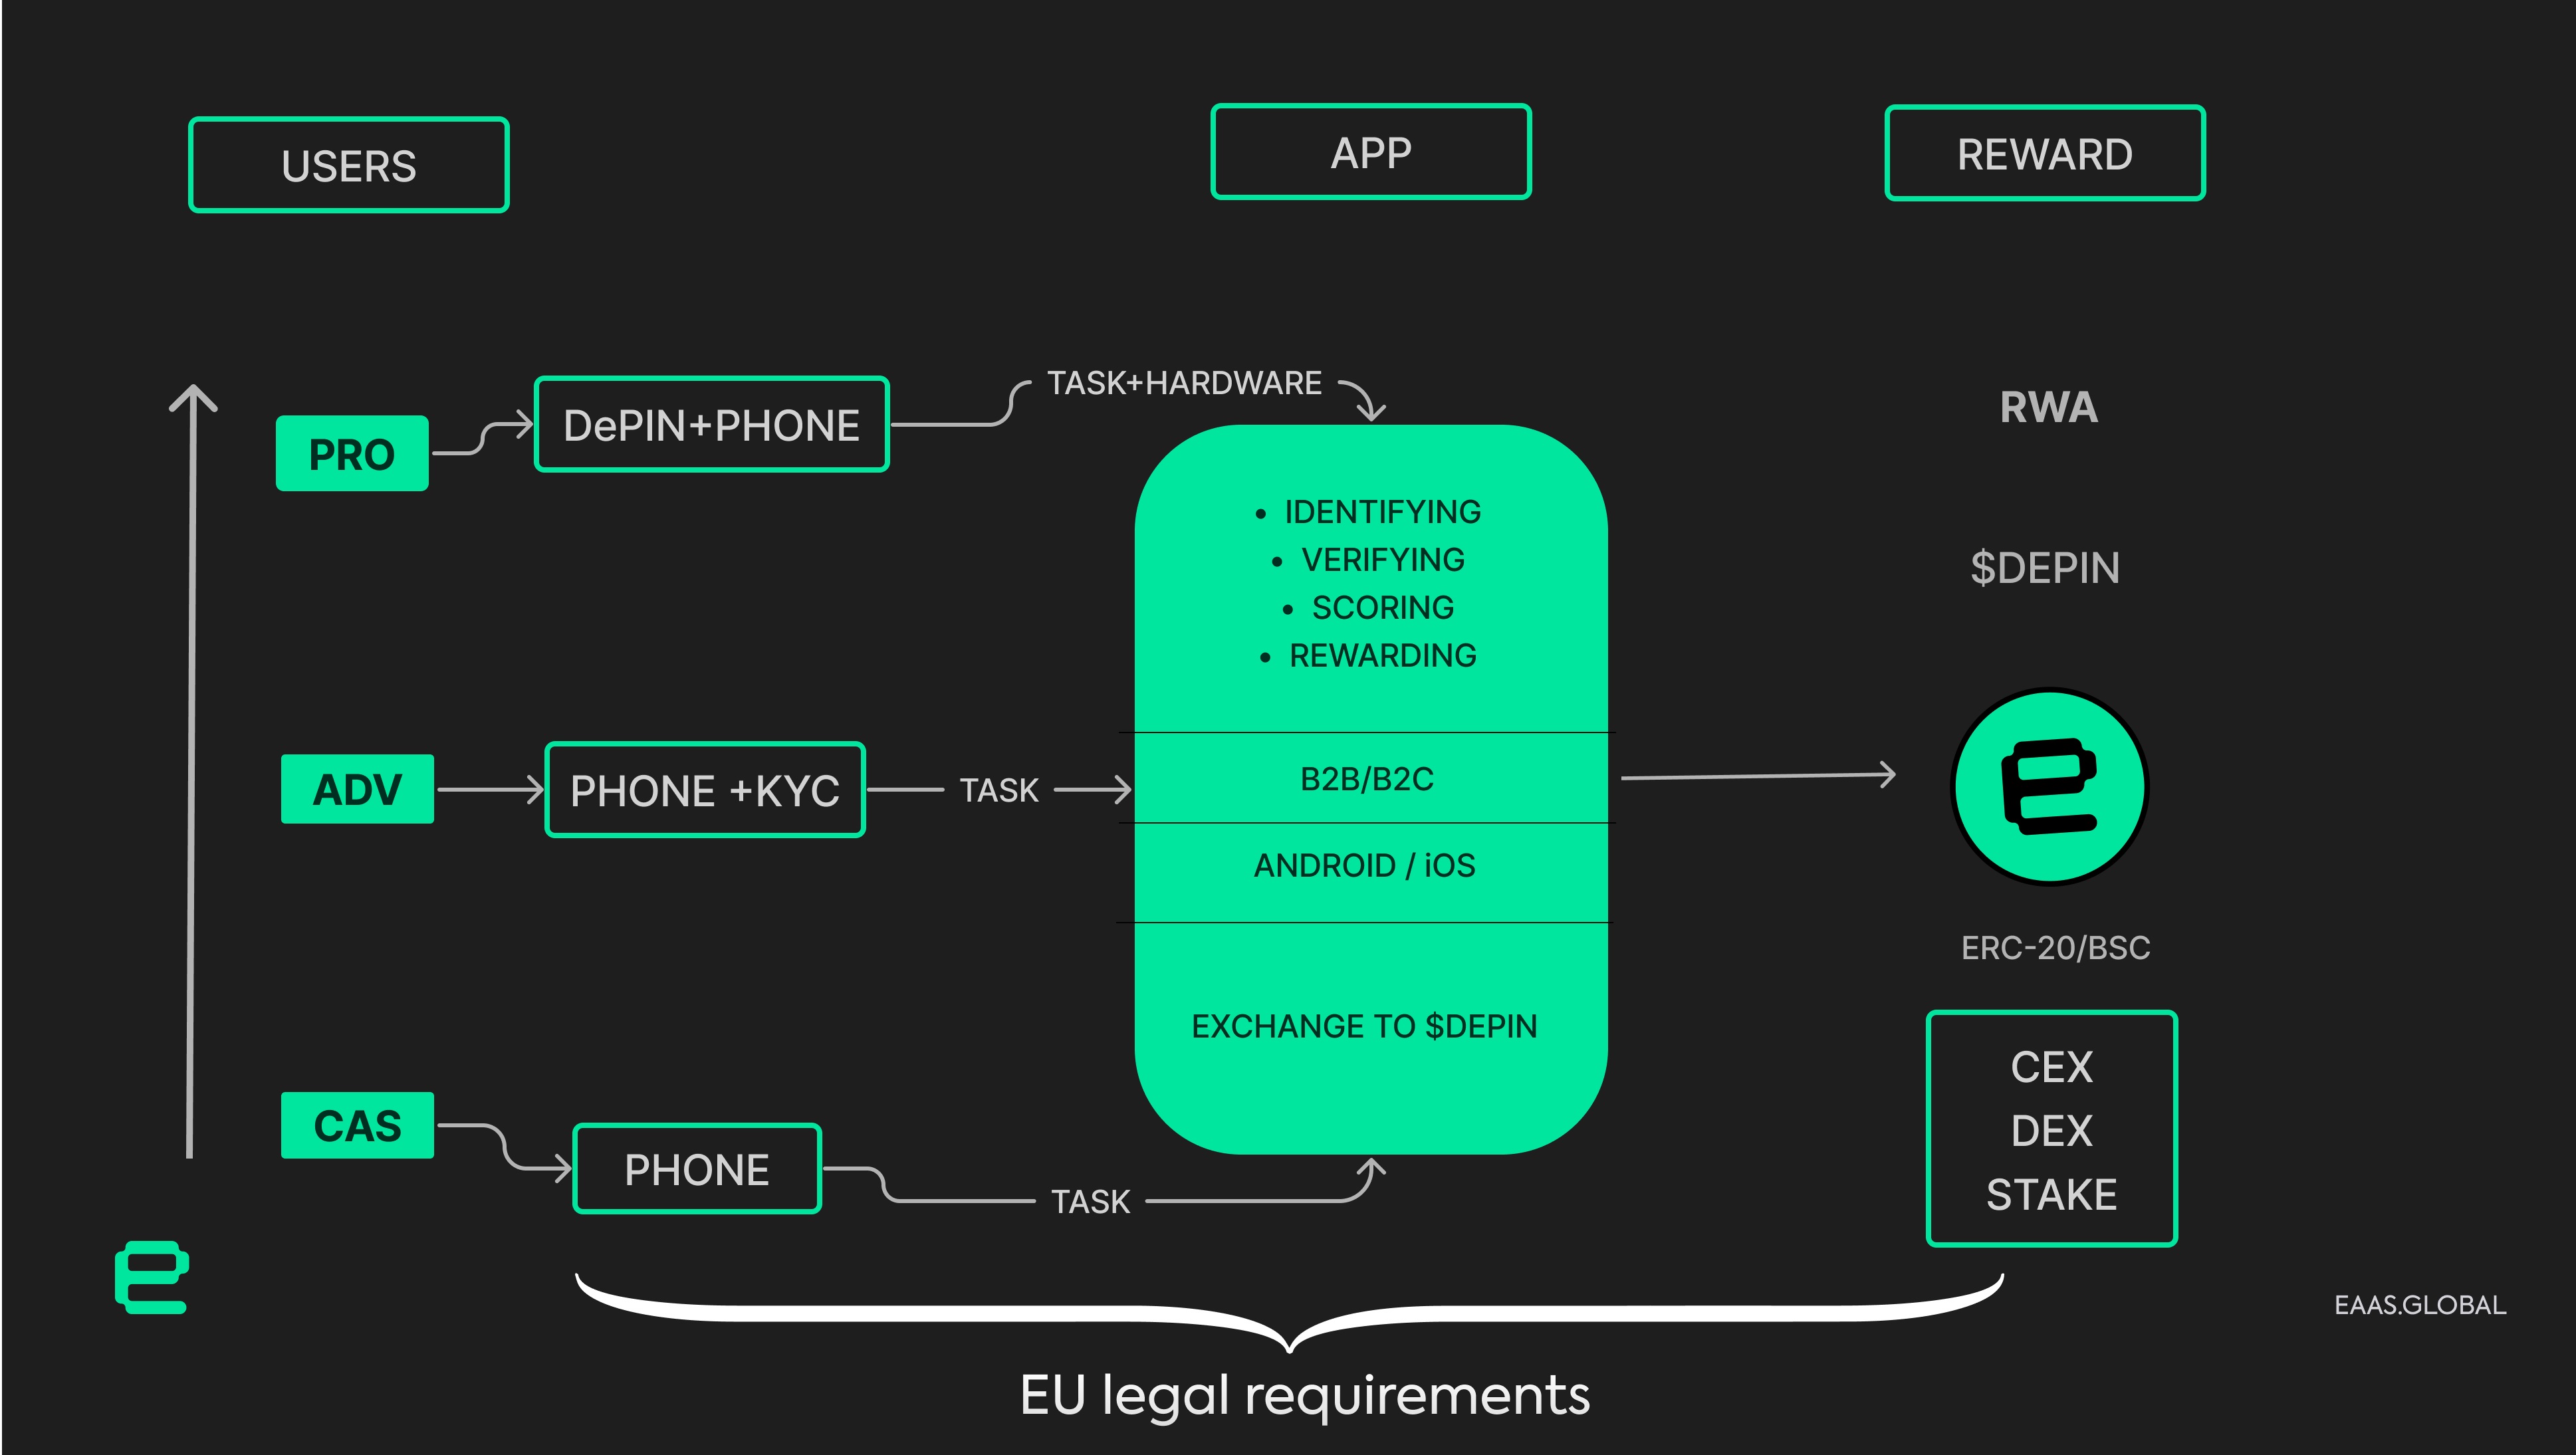 USERS
APP
REWARD
PRO
DePIN+PHONE
TASK+HARDWARE
• IDENTIFYING
• VERIFYING
• SCORING
• REWARDING
RWA
$DEPIN
ADV
PHONE +KYC
TASK
B2B/B2C
ANDROID / iOS
ERC-20/BSC
EXCHANGE TO $DEPIN
CEX
DEX
STAKE
CAS
PHONE
TASK
EAAS.GLOBAL
EU legal requirements